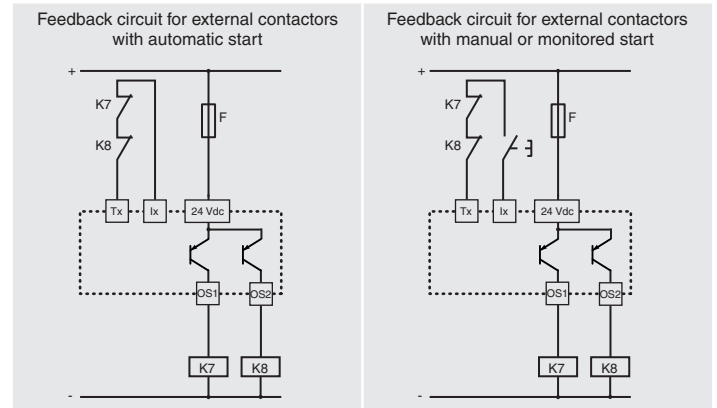 Feedback circuit for external contactors
with automatic start
+
K7
K8
F
Tx
Ix
24 Vdc
OS1
OS2
K7
K8
-
Feedback circuit for external contactors
with manual or monitored start
+
K7
K8
F
Tx
Ix
24 Vdc
OS1
OS2
K7
K8
-